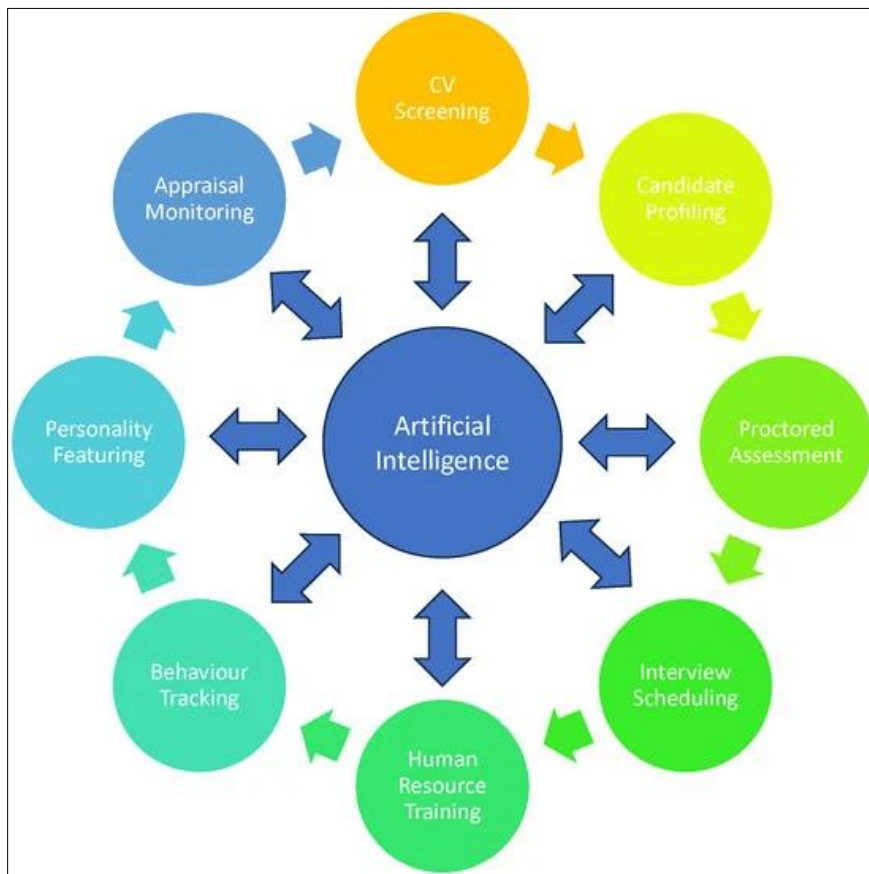 CV
Screening
Candidate
Profiling
Proctored
Assessment
Interview
Scheduling
Human
Resource
Training
Behaviour
Tracking
Personality
Featuring
Appraisal
Monitoring
Artificial
Intelligence